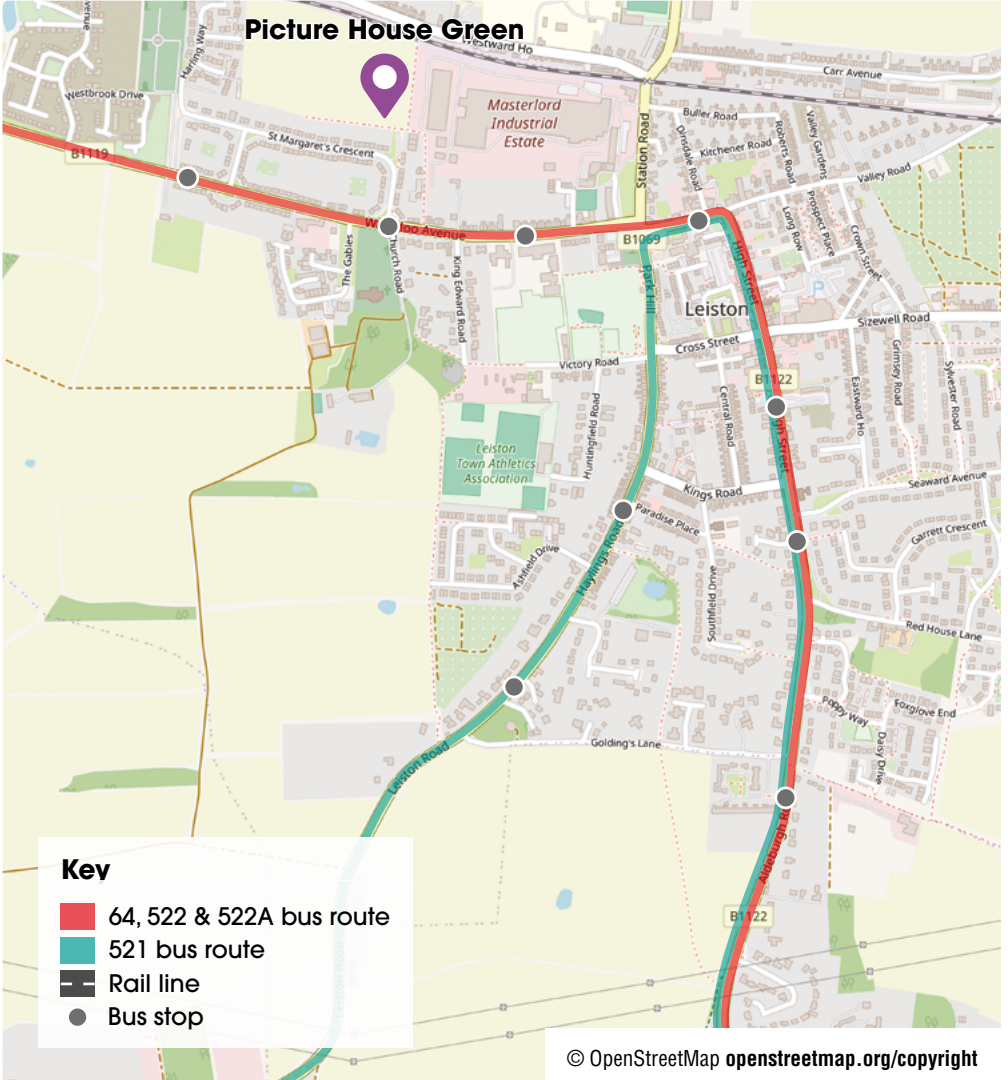 Picture House Green
Westward Ho
Carr Avenue
Harling Way
Westbrook Drive
Masterlord
Industrial
Estate
Station Road
Buller Road
Dinsdale Road
Kitchener Road
Roberts Road
Valley Gardens
Valley Road
St Margaret's Crescent
B1119
Church Road
The Gables
King Edward Road
B1069
Park Hill
High Street
Long Row
Prospect Place
Crown Street
P
Leiston
Cross Street
Sizewell Road
Victory Road
B1122
Central Road
Eastward Ho
Grimsey Road
Sylvester Road
Huntingfield Road
Leiston
Town Athletics
Association
Kings Road
High Street
Seaward Avenue
Paradise Place
Garrett Crescent
Ashfield Drive
Haylings Road
Southfield Drive
Red House Lane
Poppy Way
Foxglove End
Daisy Drive
Golding's Lane
Leiston Road
B1122
Key
64, 522 & 522A bus route
521 bus route
Rail line
Bus stop
© OpenStreetMap openstreetmap.org/copyright